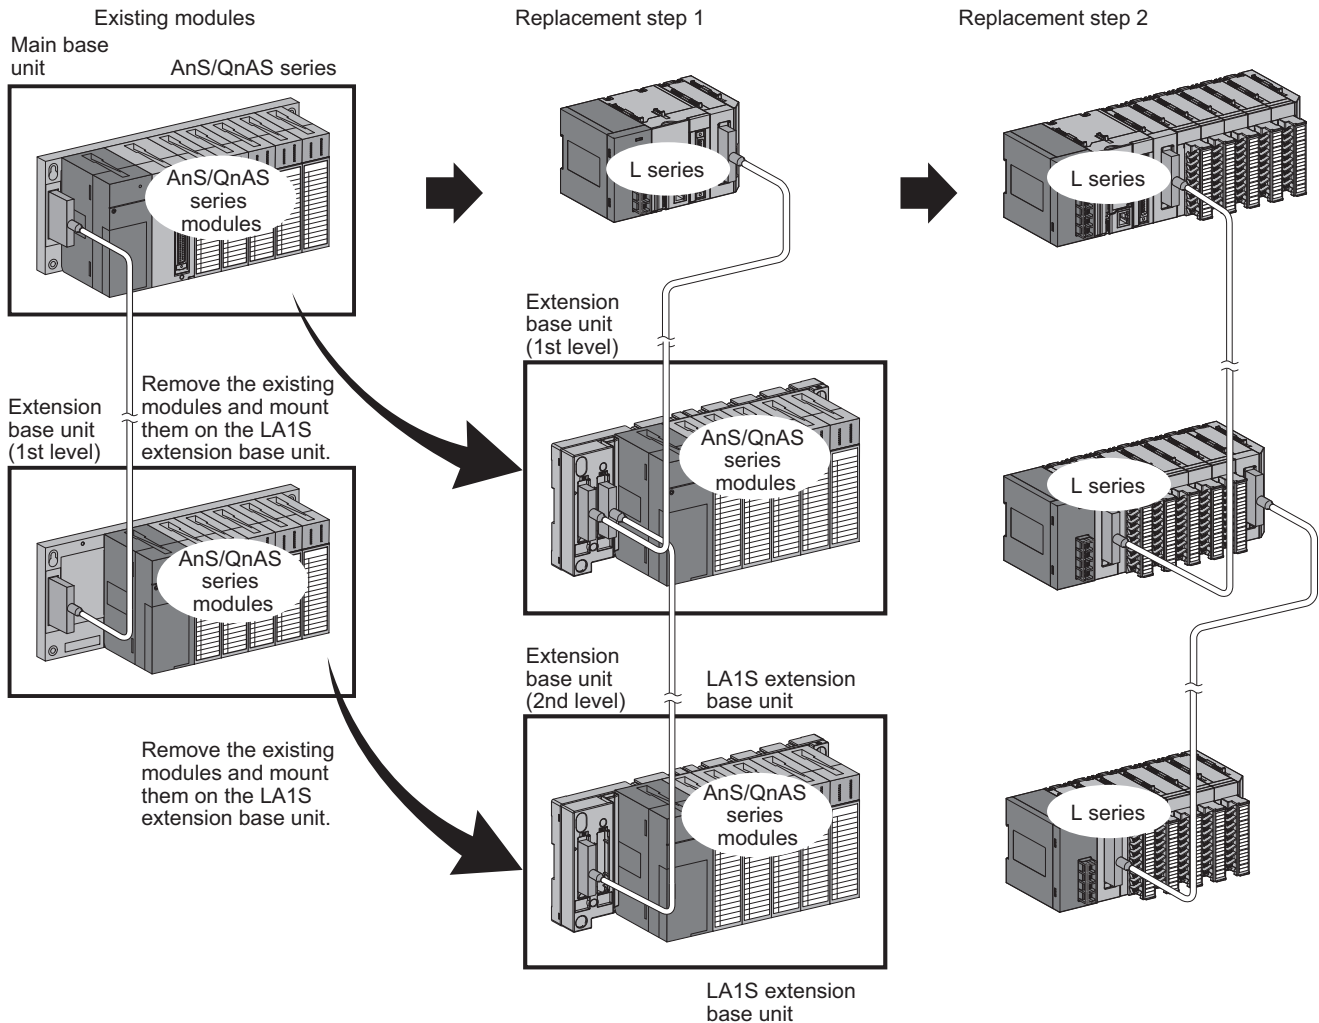 Existing modules
Replacement step 1
Replacement step 2
Main base
unit
AnS/QnAS series
AnS/QnAS
series
modules
L series
L series
Extension
base unit
(1st level)
Remove the existing
modules and mount
them on the LA1S
extension base unit.
Extension
base unit
(1st level)
AnS/QnAS
series
modules
AnS/QnAS
series
modules
L series
Extension
base unit
(2nd level)
LA1S extension
base unit
Remove the existing
modules and mount
them on the LA1S
extension base unit.
AnS/QnAS
series
modules
L series
LA1S extension
base unit